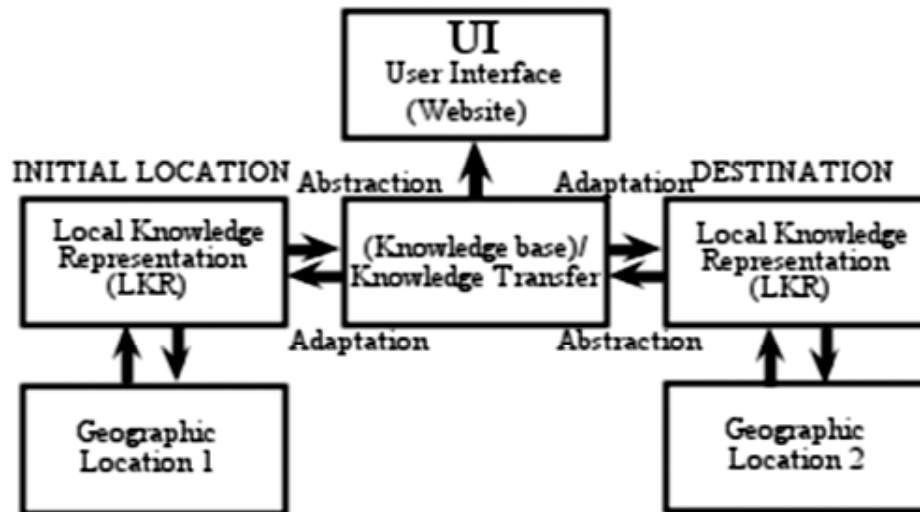 UI
User Interface
(Website)
INITIAL LOCATION
Abstraction
Adaptation
DESTINATION
Local Knowledge
Representation
(LKR)
(Knowledge base)/
Knowledge Transfer
Local Knowledge
Representation
(LKR)
Adaptation
Abstraction
Geographic
Location 1
Geographic
Location 2